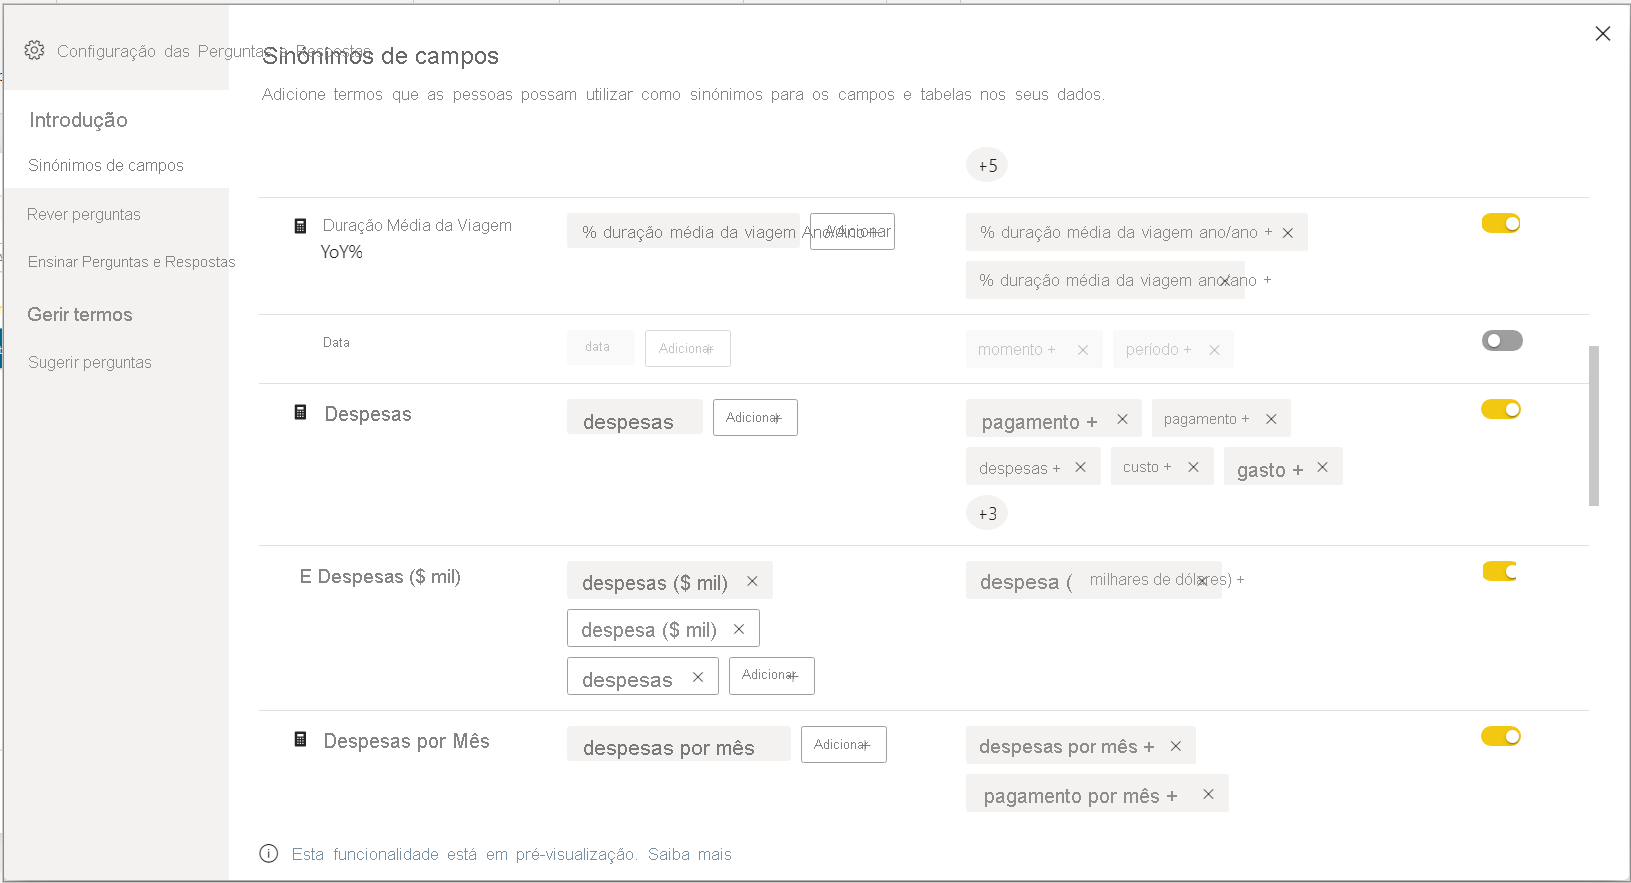 Configuração das Perguntas e Respostas
Introdução
Sinónimos de campos
Rever perguntas
Ensinar Perguntas e Respostas
Gerir termos
Sugerir perguntas
Sinónimos de campos
Adicione termos que as pessoas possam utilizar como sinónimos para os campos e tabelas nos seus dados.
+5
Duração Média da Viagem
YoY%
% duração média da viagem Ano/Ano +
Adicionar
% duração média da viagem ano/ano +
% duração média da viagem ano/ano +
Data
data
Adicionar +
momento +
período +
Despesas
despesas
Adicionar +
pagamento +
pagamento +
despesas +
custo +
gasto +
+3
E Despesas ($ mil)
despesas ($ mil)
despesa ($ mil)
despesas
Adicionar +
despesa ( milhares de dólares) +
Despesas por Mês
despesas por mês
Adicionar +
despesas por mês +
pagamento por mês +
Esta funcionalidade está em pré-visualização. Saiba mais